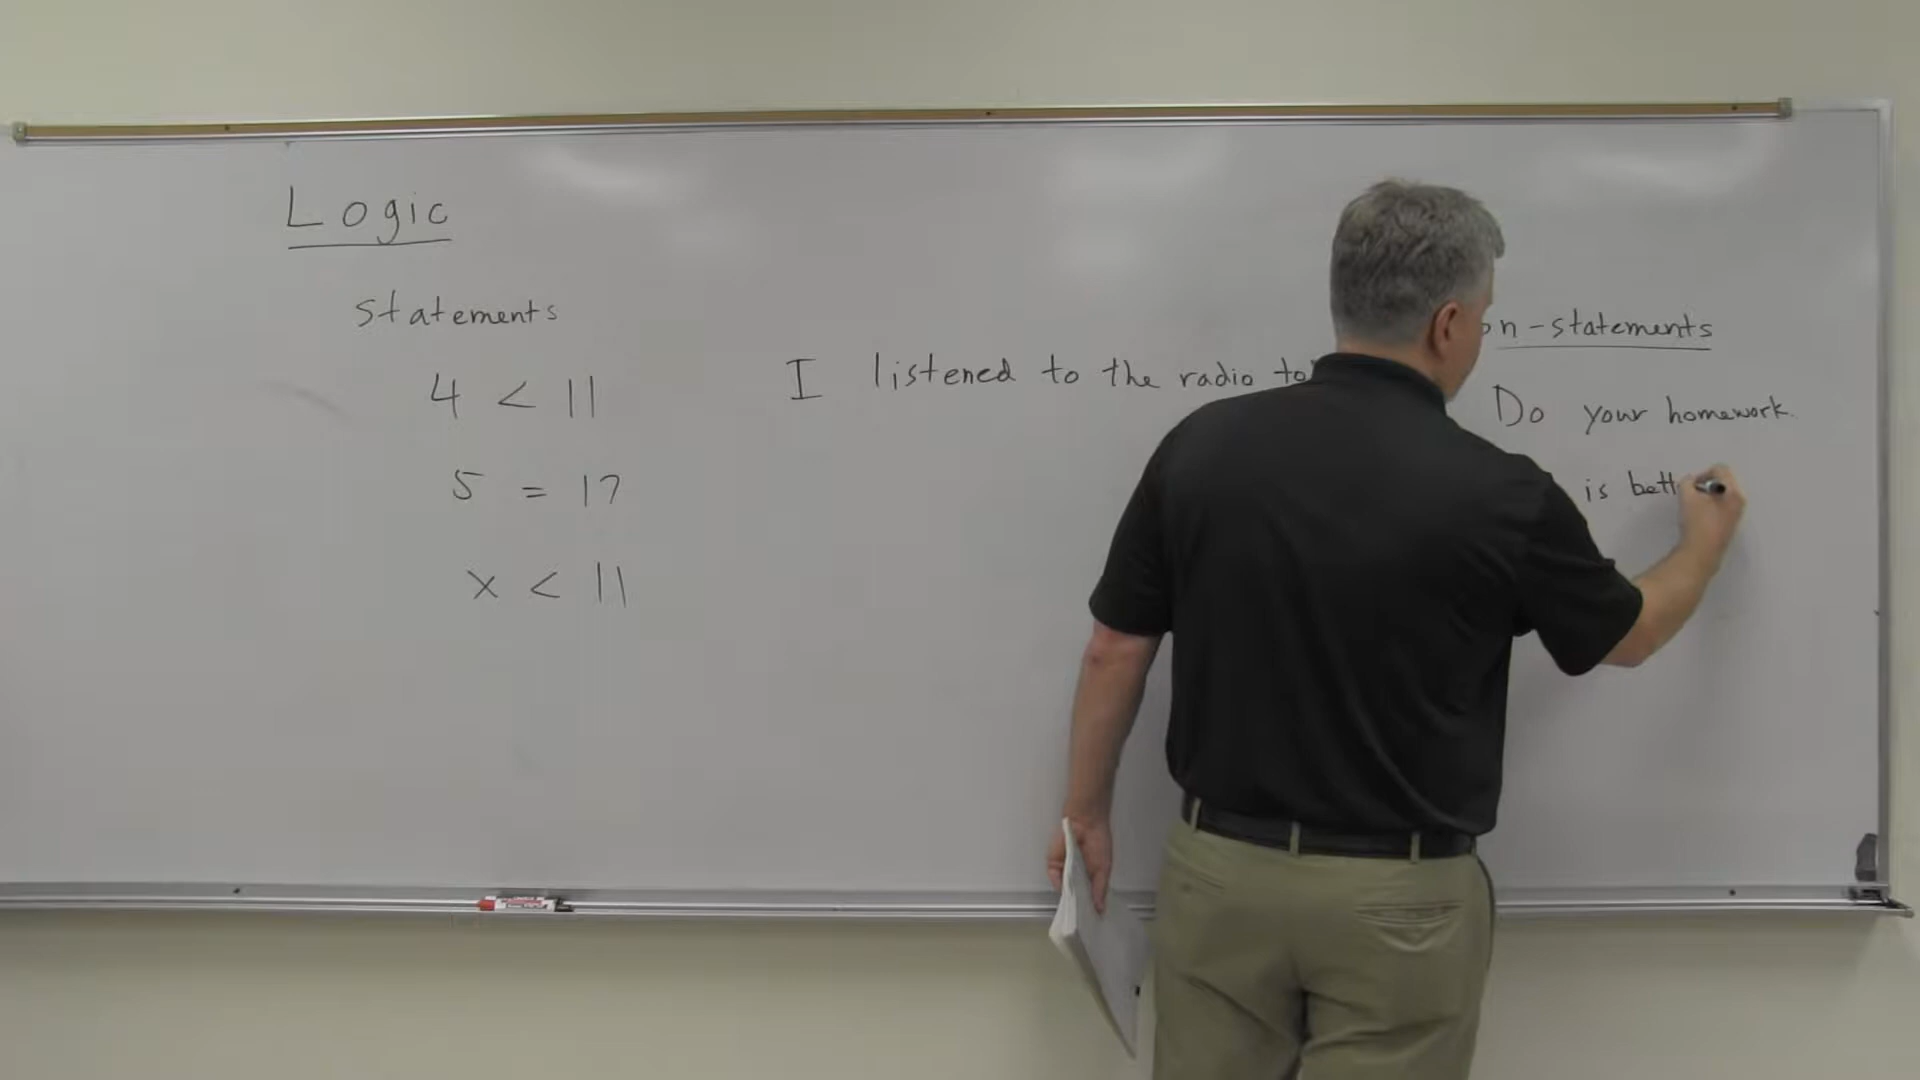 Logic
statements
4 < 11
5 = 17
x < 11
I listened to the radio
n-statements
Do your homework.
is